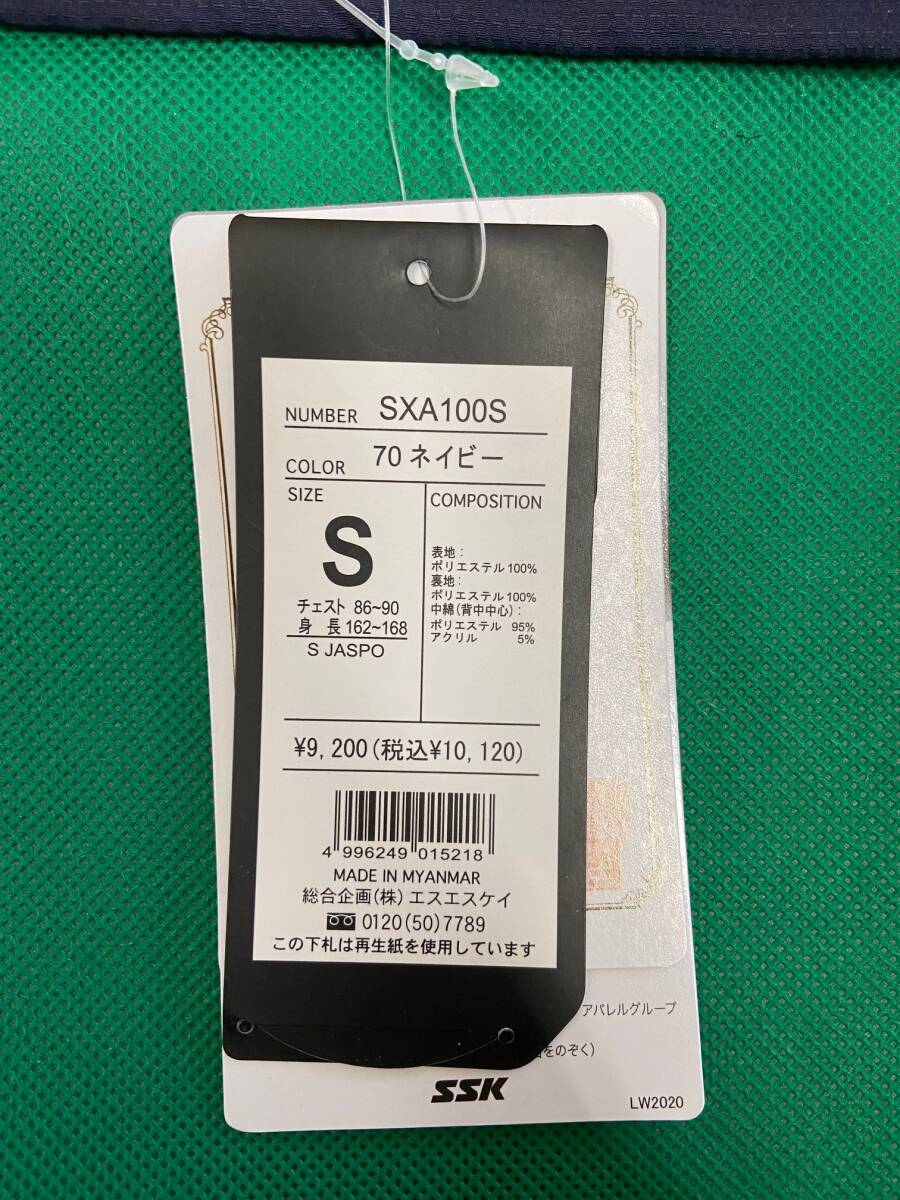 NUMBER SXA100S
COLOR 70 ネイビー
SIZE
S
チェスト 86~90
身 長 162~168
S JASPO
COMPOSITION
表地:
ポリエステル 100%
裏地:
ポリエステル 100%
中綿(背中中心):
ポリエステル 95%
アクリル 5%
¥9,200(税込¥10,120)
4 996249 015218
MADE IN MYANMAR
総合企画(株)エスエスケイ
0120(50)7789
この下札は再生紙を使用しています
アパレルグループ
をのぞく)
SSK
LW2020